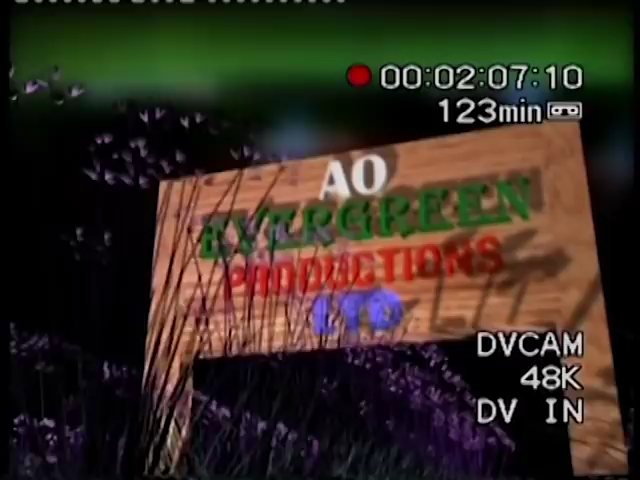 00:02:07:10
123min
AO
EVERGREEN
PRODUCTIONS
LTD
DVCAM
48K
DV IN